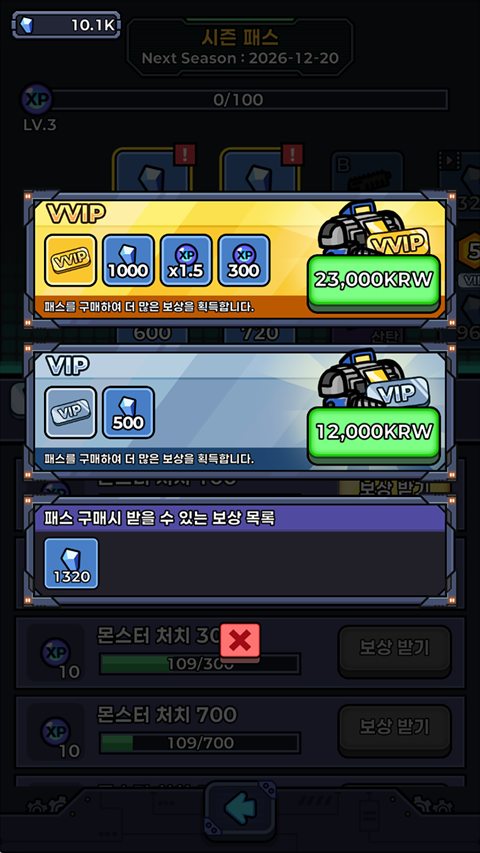 10.1K
시즌 패스
Next Season : 2026-12-20
XP
0/100
LV.3
!
!
B
VVIP
VVIP
VVIP
1000
XP
x1.5
XP
300
23,000KRW
패스를 구매하여 더 많은 보상을 획득합니다.
600
720
산탄
VIP
VIP
VIP
500
12,000KRW
패스를 구매하여 더 많은 보상을 획득합니다.
보상 받기
패스 구매시 받을 수 있는 보상 목록
1320
몬스터 처치 300
XP
10
109/300
보상 받기
몬스터 처치 700
XP
10
109/700
보상 받기